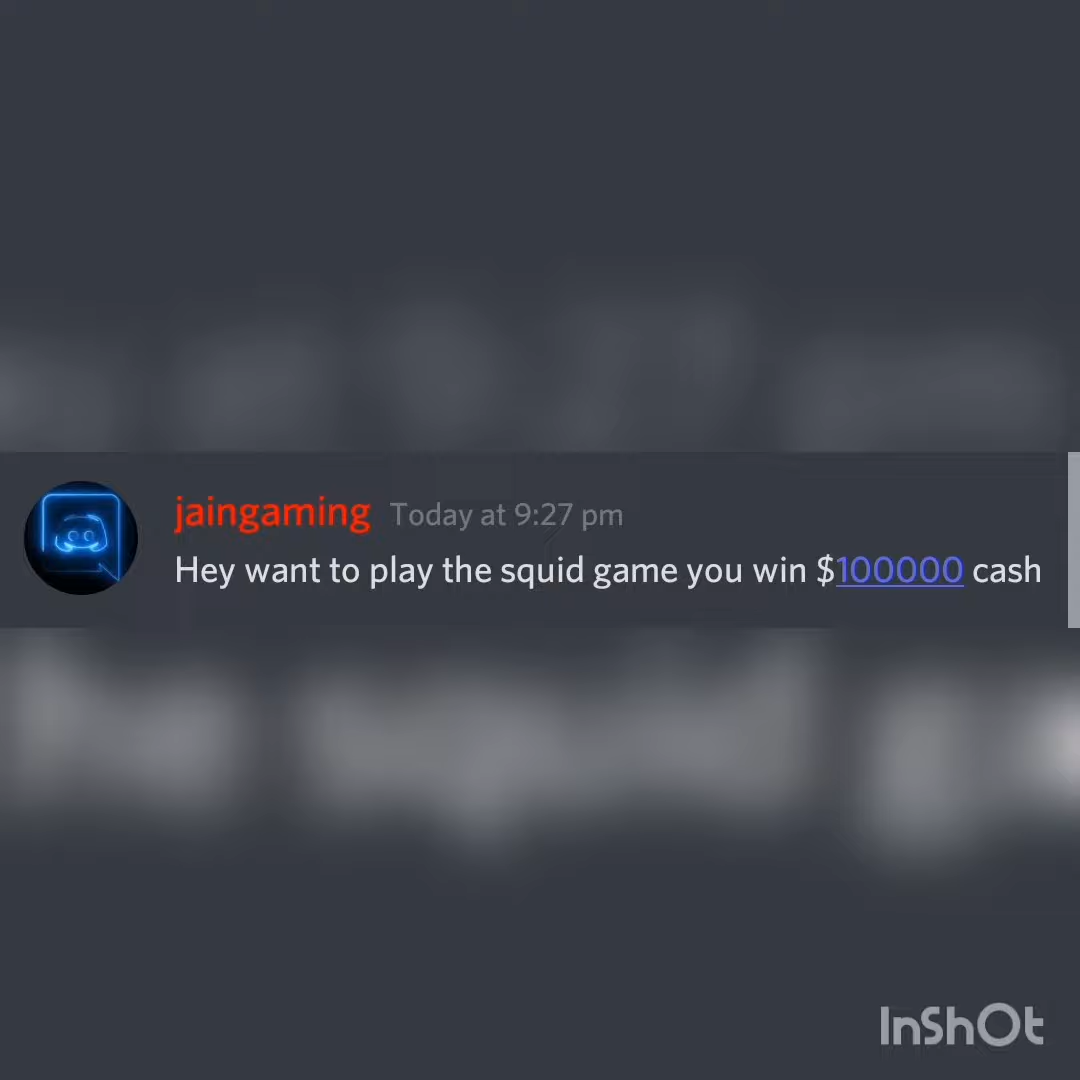 jaingaming Today at 9:27 pm
Hey want to play the squid game you win $100000 cash
InShOt